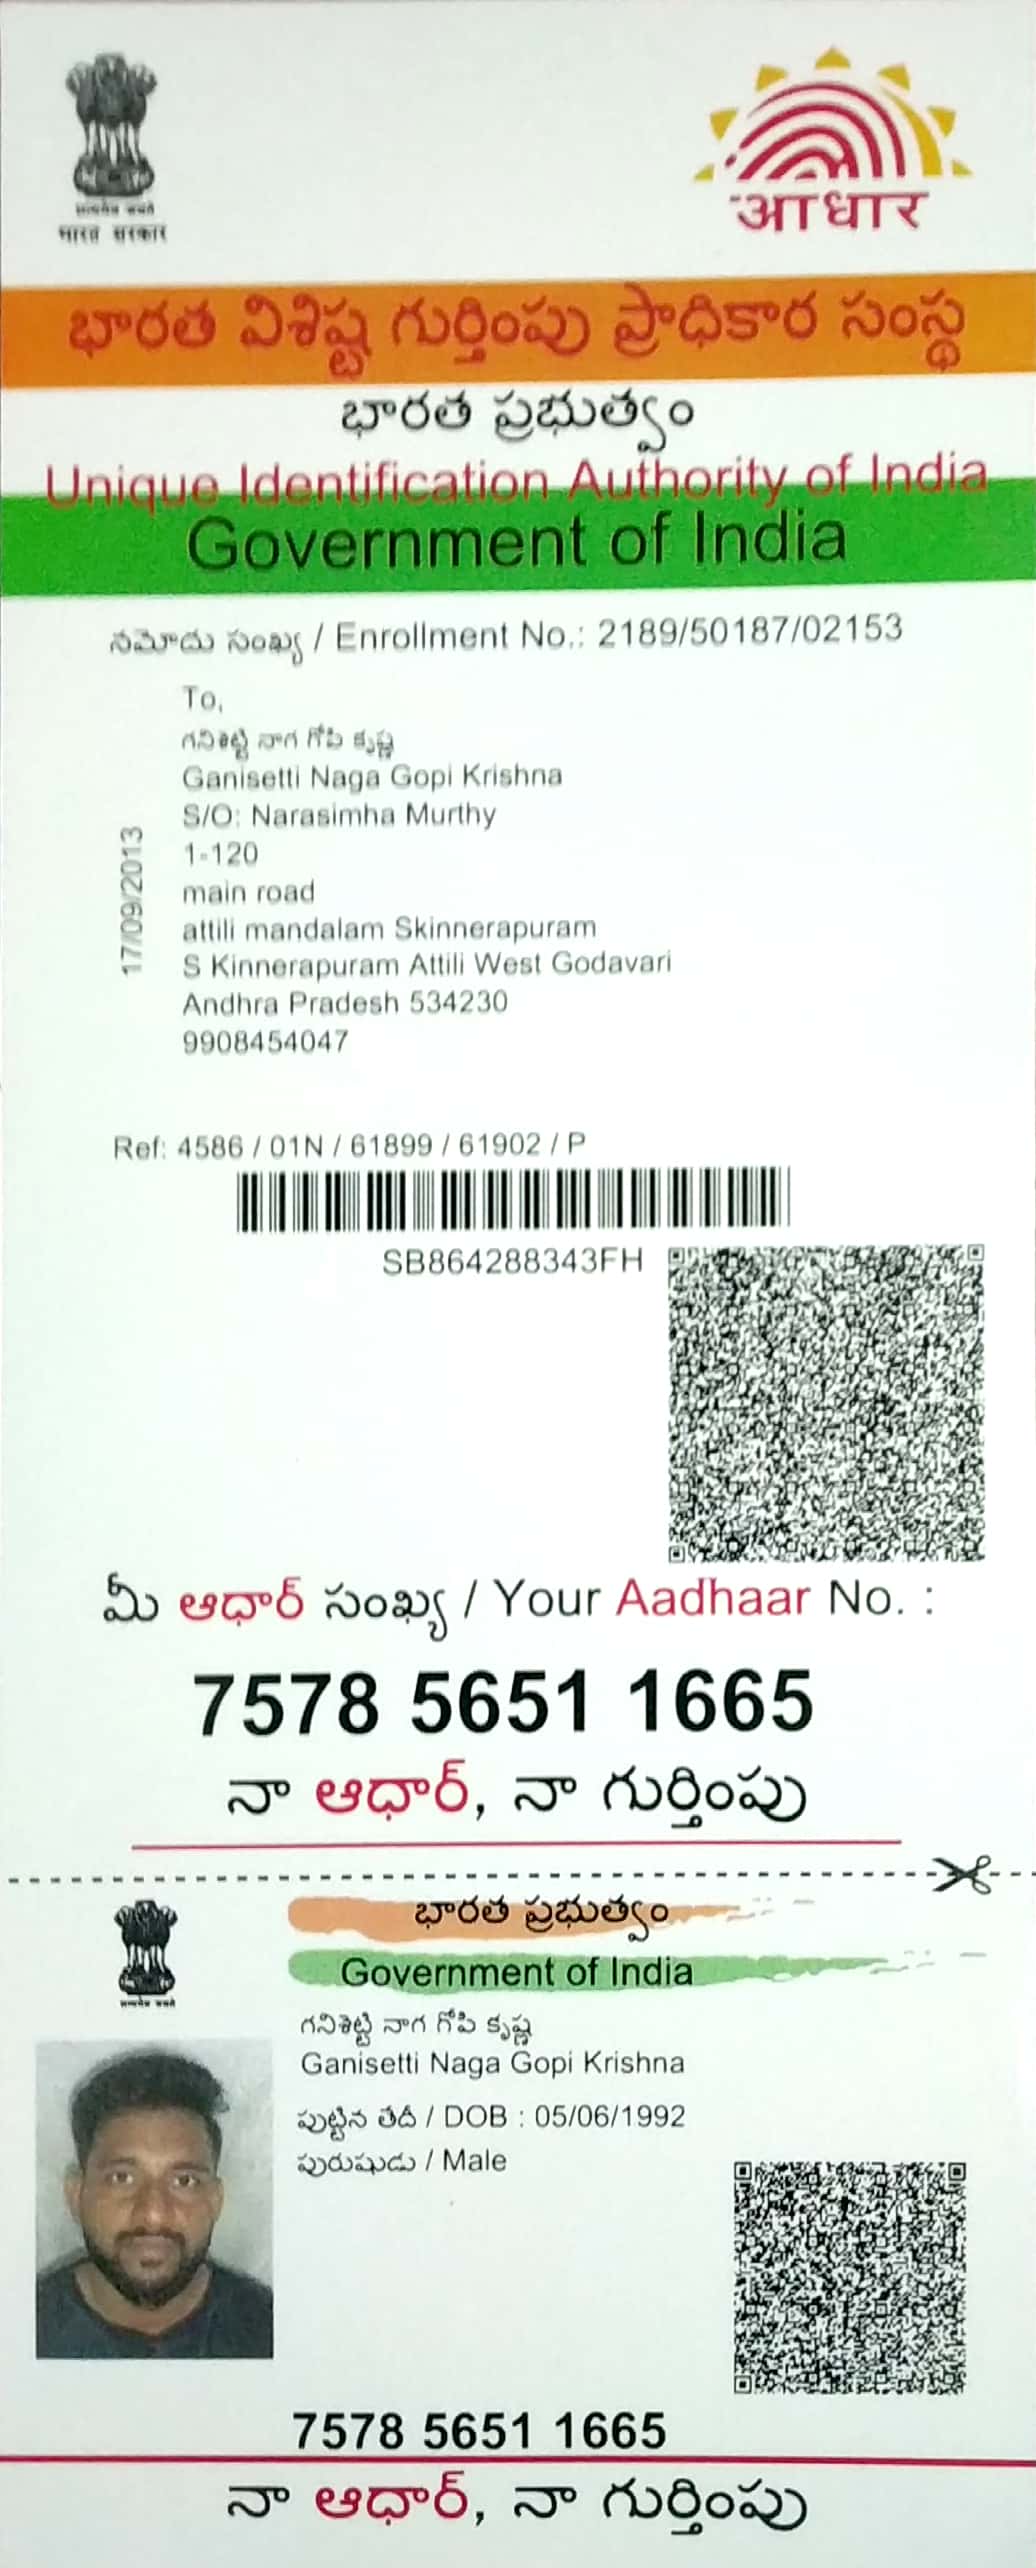 सत्यमेव जयते
भारत सरकार
आधार
భారత విశిష్ట గుర్తింపు ప్రాధికార సంస్థ
భారత ప్రభుత్వం
Unique Identification Authority of India
Government of India
నమోదు సంఖ్య / Enrollment No.: 2189/50187/02153
To,
గనిశెట్టి నాగ గోపి కృష్ణ
Ganisetti Naga Gopi Krishna
S/O: Narasimha Murthy
1-120
main road
attili mandalam Skinnerapuram
S Kinnerapuram Attili West Godavari
Andhra Pradesh 534230
9908454047
17/09/2013
Ref: 4586 / 01N / 61899 / 61902 / P
SB864288343FH
మీ ఆధార్ సంఖ్య / Your Aadhaar No. :
7578 5651 1665
నా ఆధార్, నా గుర్తింపు
భారత ప్రభుత్వం
Government of India
सत्यमेव जयते
గనిశెట్టి నాగ గోపి కృష్ణ
Ganisetti Naga Gopi Krishna
పుట్టిన తేదీ / DOB : 05/06/1992
పురుషుడు / Male
7578 5651 1665
నా ఆధార్, నా గుర్తింపు